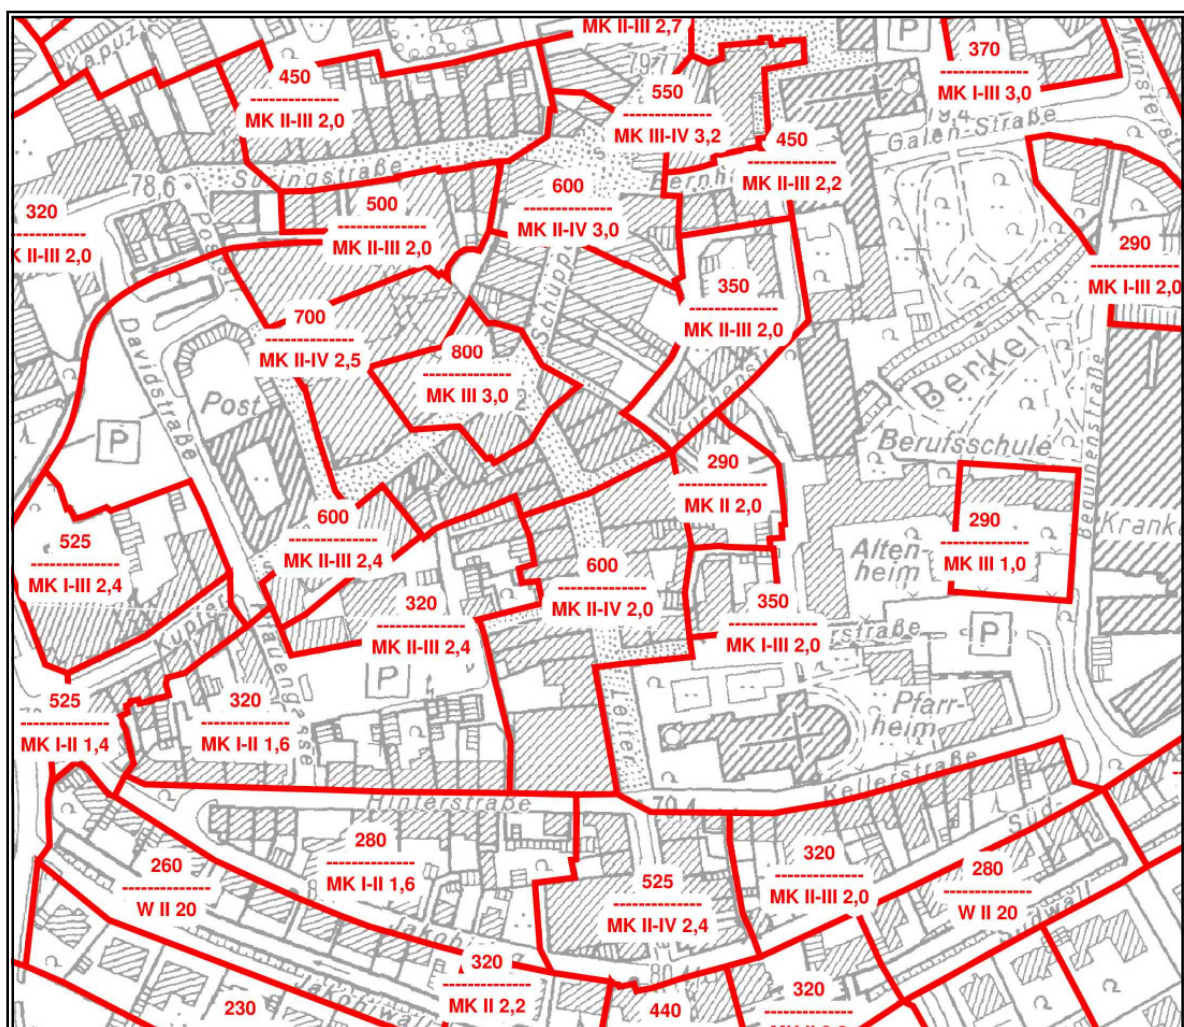 MK II-III 2,7
P
370
MK I-III 3,0
450
MK II-III 2,0
550
MK III-IV 3,2
450
MK II-III 2,2
Galen-Straße
78.6
600
MK II-IV 3,0
500
MK II-III 2,0
320
K II-III 2,0
290
MK I-III 2,0
350
MK II-III 2,0
700
MK II-IV 2,5
800
MK III 3,0
Davidstraße
Post
P
Berkel
Berufsschule
Beguinenstraße
290
MK II 2,0
600
MK II-III 2,4
290
MK III 1,0
Krank
525
MK I-III 2,4
Alten-
heim
600
MK II-IV 2,0
320
MK II-III 2,4
350
MK I-III 2,0
P
P
525
MK I-II 1,4
320
MK I-II 1,6
Pfarr-
heim
Hinterstraße
70.4
Kellerstraße
280
MK I-II 1,6
260
W II 20
320
MK II-III 2,0
280
W II 20
525
MK II-IV 2,4
320
MK II 2,2
230
440
320